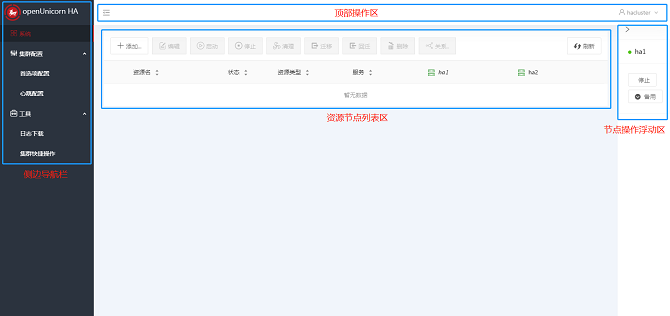 openUnicorn HA
系统
集群配置
首选项配置
心跳配置
工具
日志下载
集群快捷操作
侧边导航栏
顶部操作区
hacluster
添加..
编辑
启动
停止
清理
迁移
回迁
删除
关系..
刷新
资源名
状态
资源类型
服务
ha1
ha2
暂无数据
资源节点列表区
ha1
停止
备用
节点操作浮动区